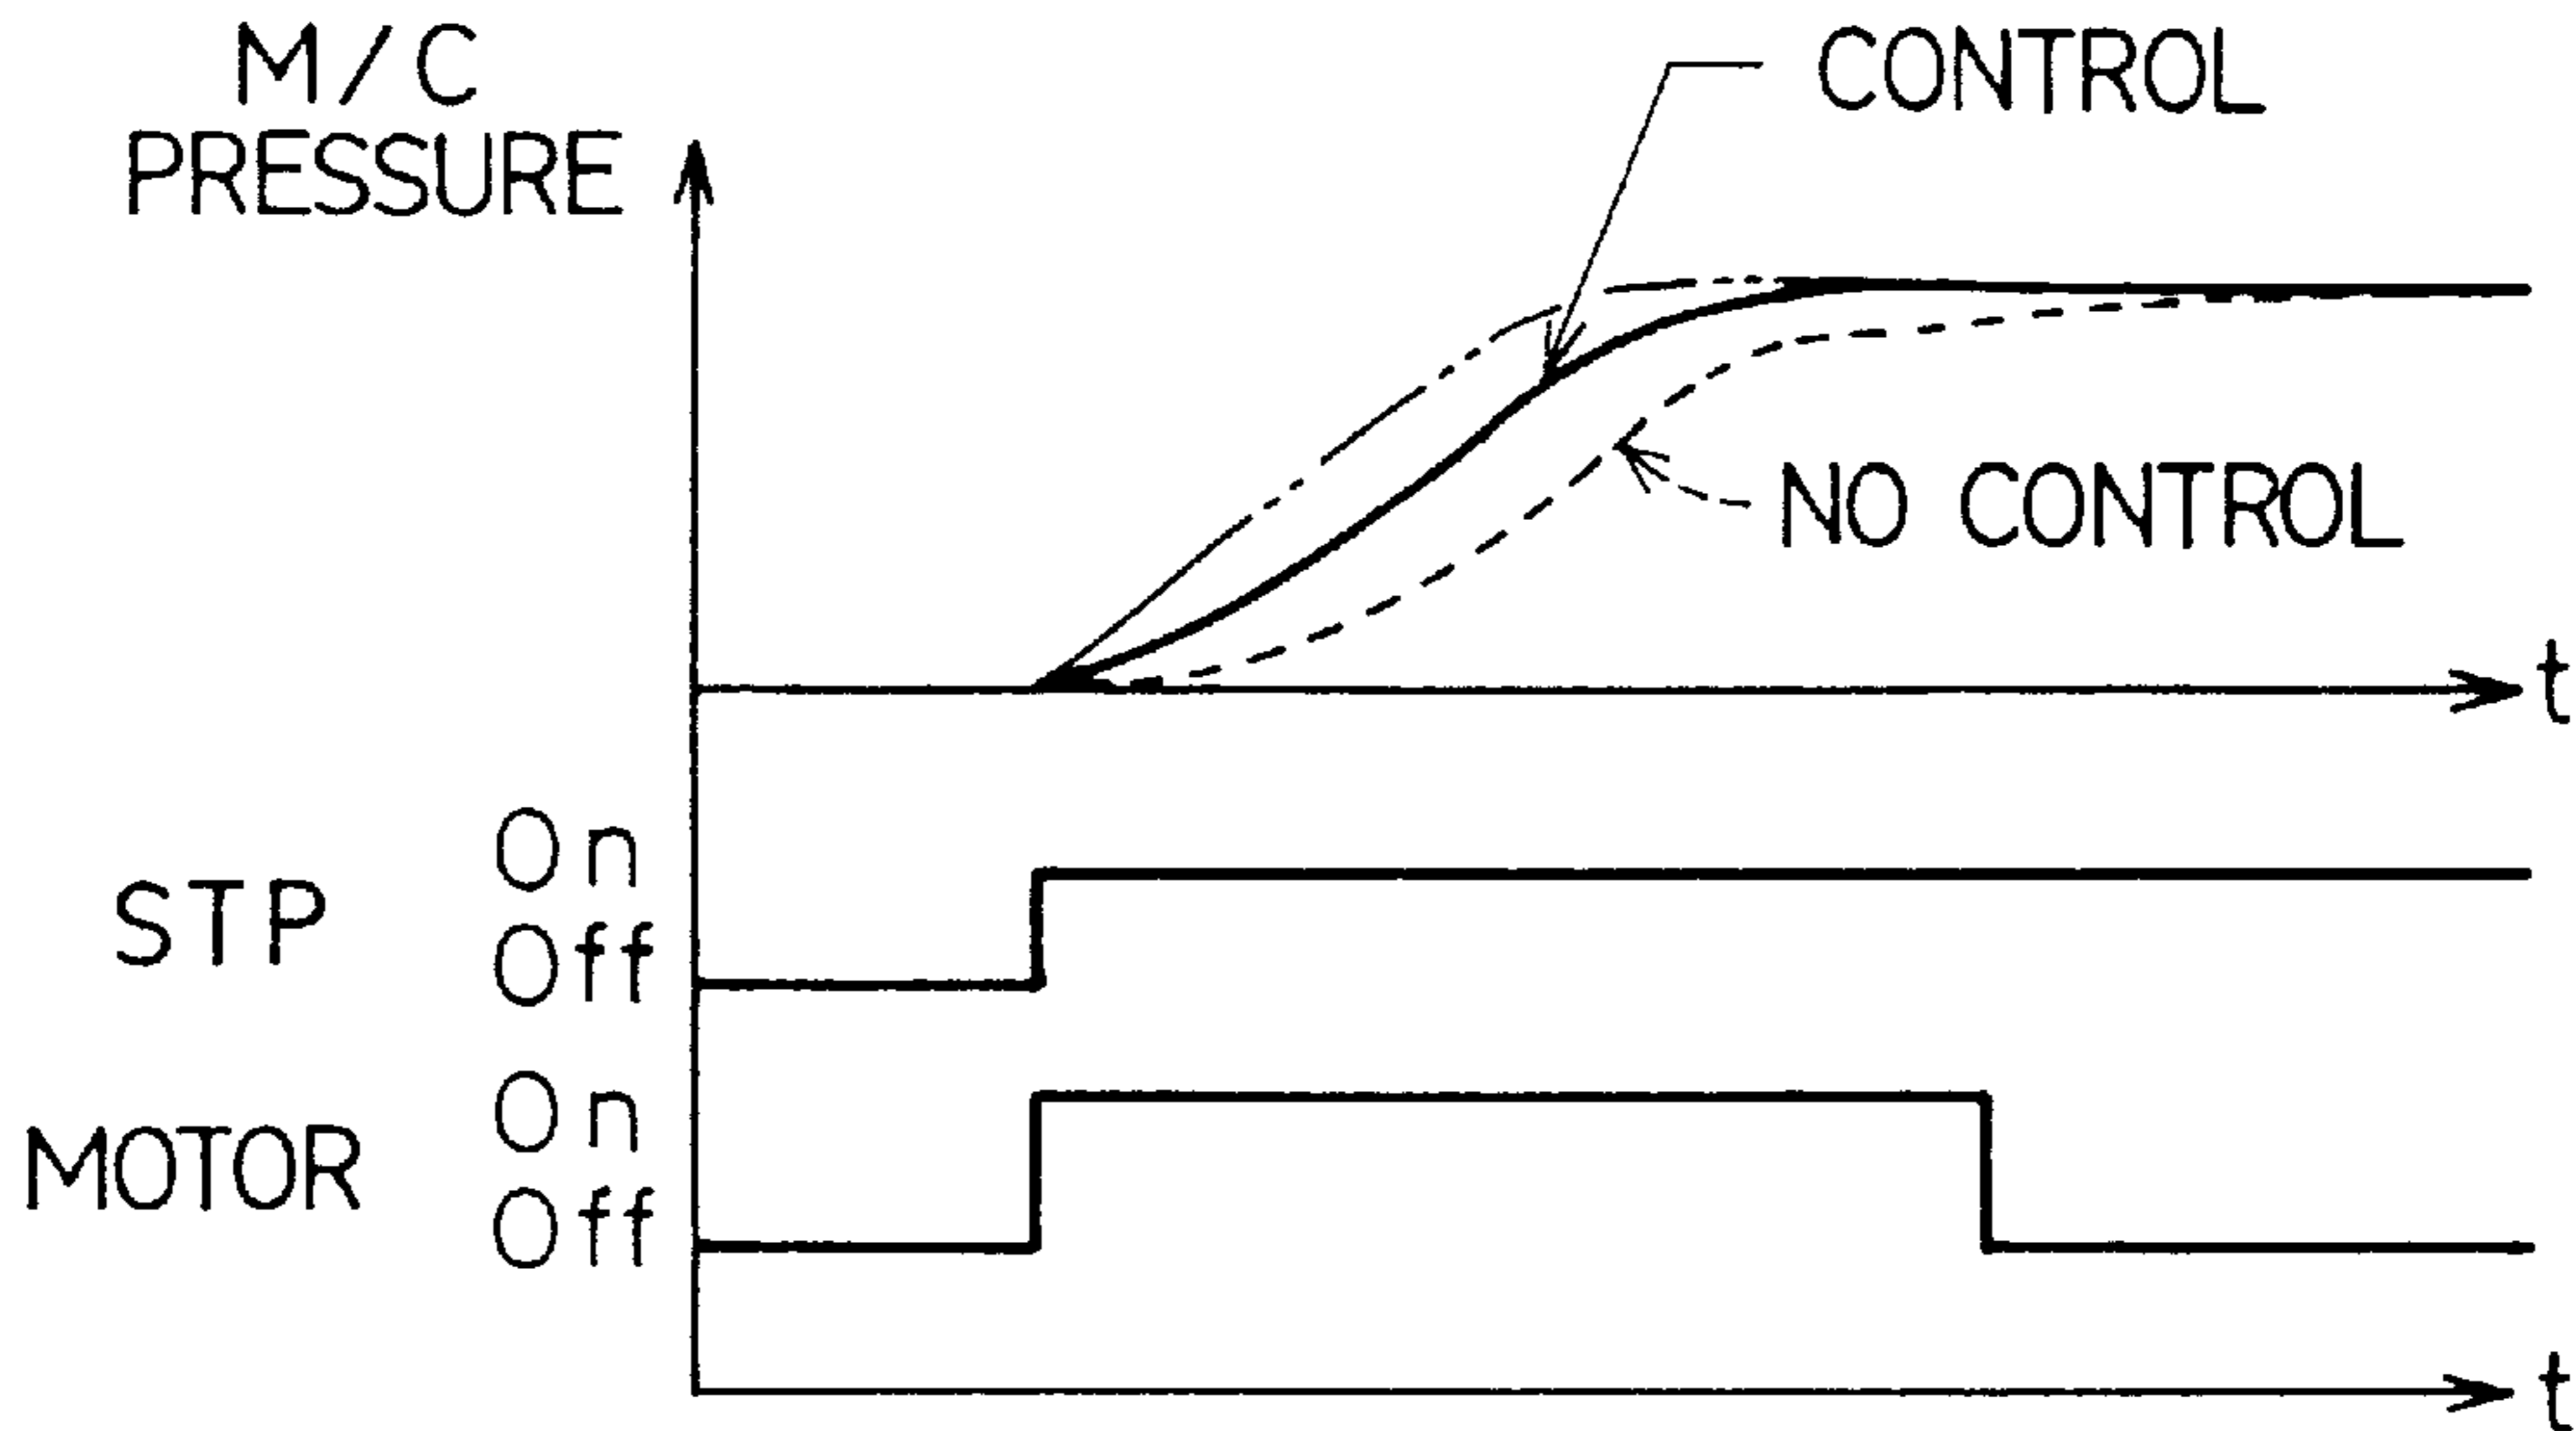 M/C
PRESSURE
CONTROL
NO CONTROL
t
STP
On
Off
MOTOR
On
Off
t